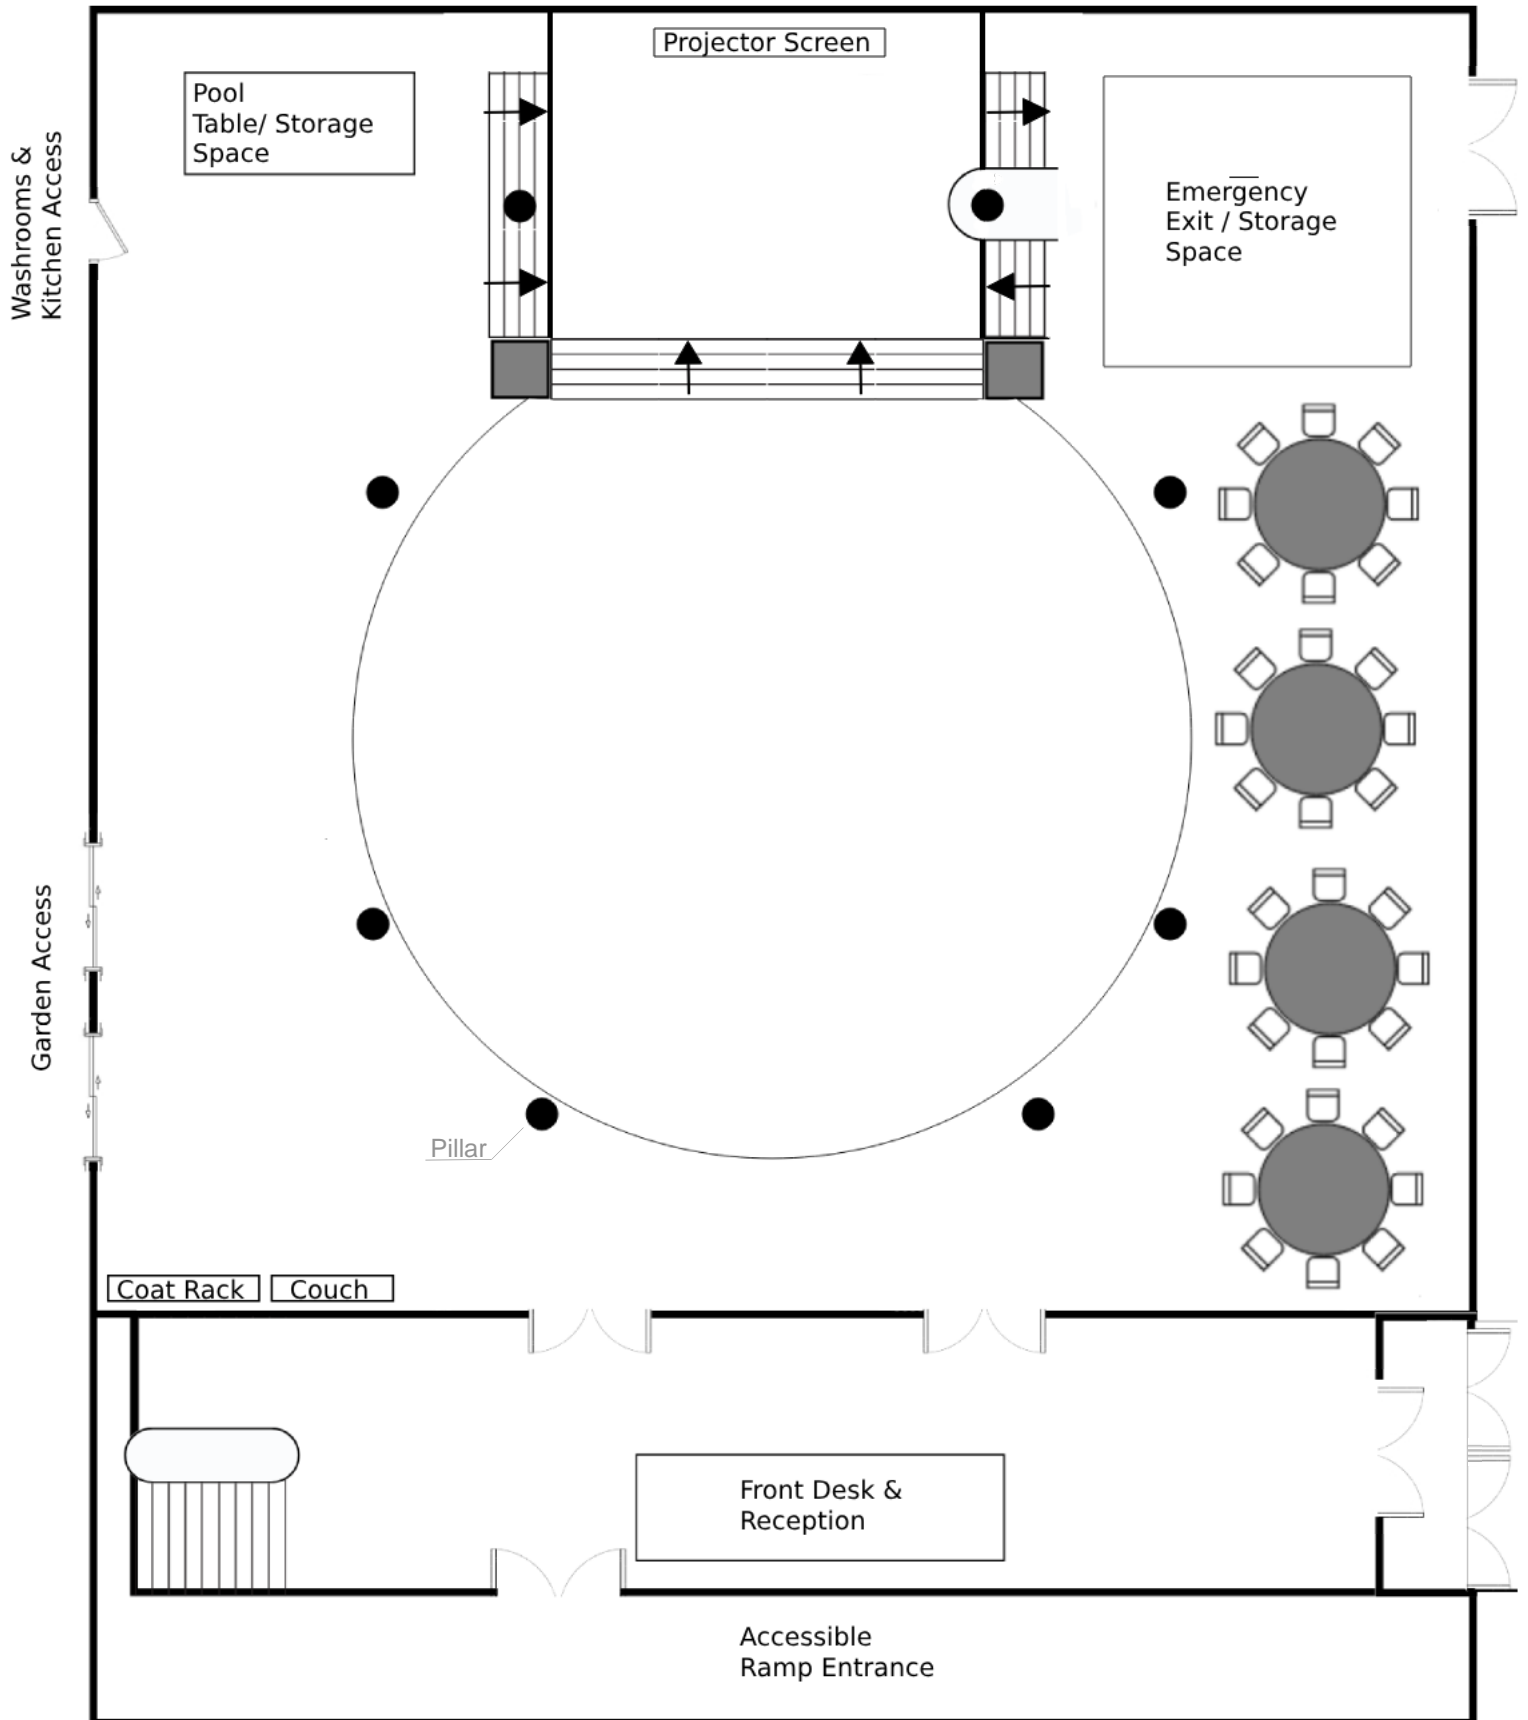 Projector Screen
Pool
Table/ Storage
Space
Washrooms &
Kitchen Access
Emergency
Exit / Storage
Space
Garden Access
Pillar
Coat Rack
Couch
Front Desk &
Reception
Accessible
Ramp Entrance